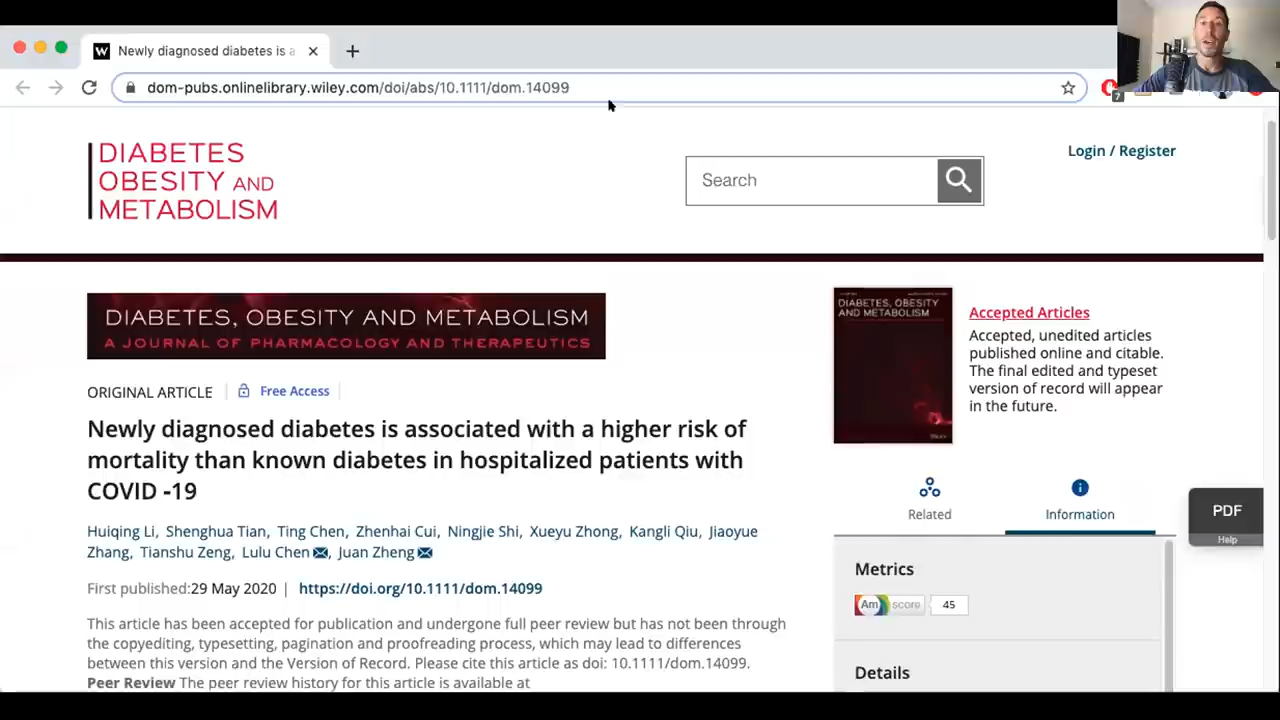 Newly diagnosed diabetes is a
dom-pubs.onlinelibrary.wiley.com/doi/abs/10.1111/dom.14099
7
DIABETES
OBESITY AND
METABOLISM
Search
Login / Register
DIABETES, OBESITY AND METABOLISM
A JOURNAL OF PHARMACOLOGY AND THERAPEUTICS
DIABETES, OBESITY
AND METABOLISM
Accepted Articles
Accepted, unedited articles
published online and citable.
The final edited and typeset
version of record will appear
in the future.
ORIGINAL ARTICLE Free Access
Newly diagnosed diabetes is associated with a higher risk of
mortality than known diabetes in hospitalized patients with
COVID -19
Huiqing Li, Shenghua Tian, Ting Chen, Zhenhai Cui, Ningjie Shi, Xueyu Zhong, Kangli Qiu, Jiaoyue
Zhang, Tianshu Zeng, Lulu Chen, Juan Zheng
First published:29 May 2020 | https://doi.org/10.1111/dom.14099
This article has been accepted for publication and undergone full peer review but has not been through
the copyediting, typesetting, pagination and proofreading process, which may lead to differences
between this version and the Version of Record. Please cite this article as doi: 10.1111/dom.14099.
Peer Review The peer review history for this article is available at
Related
Information
PDF
Help
Metrics
Am score 45
Details